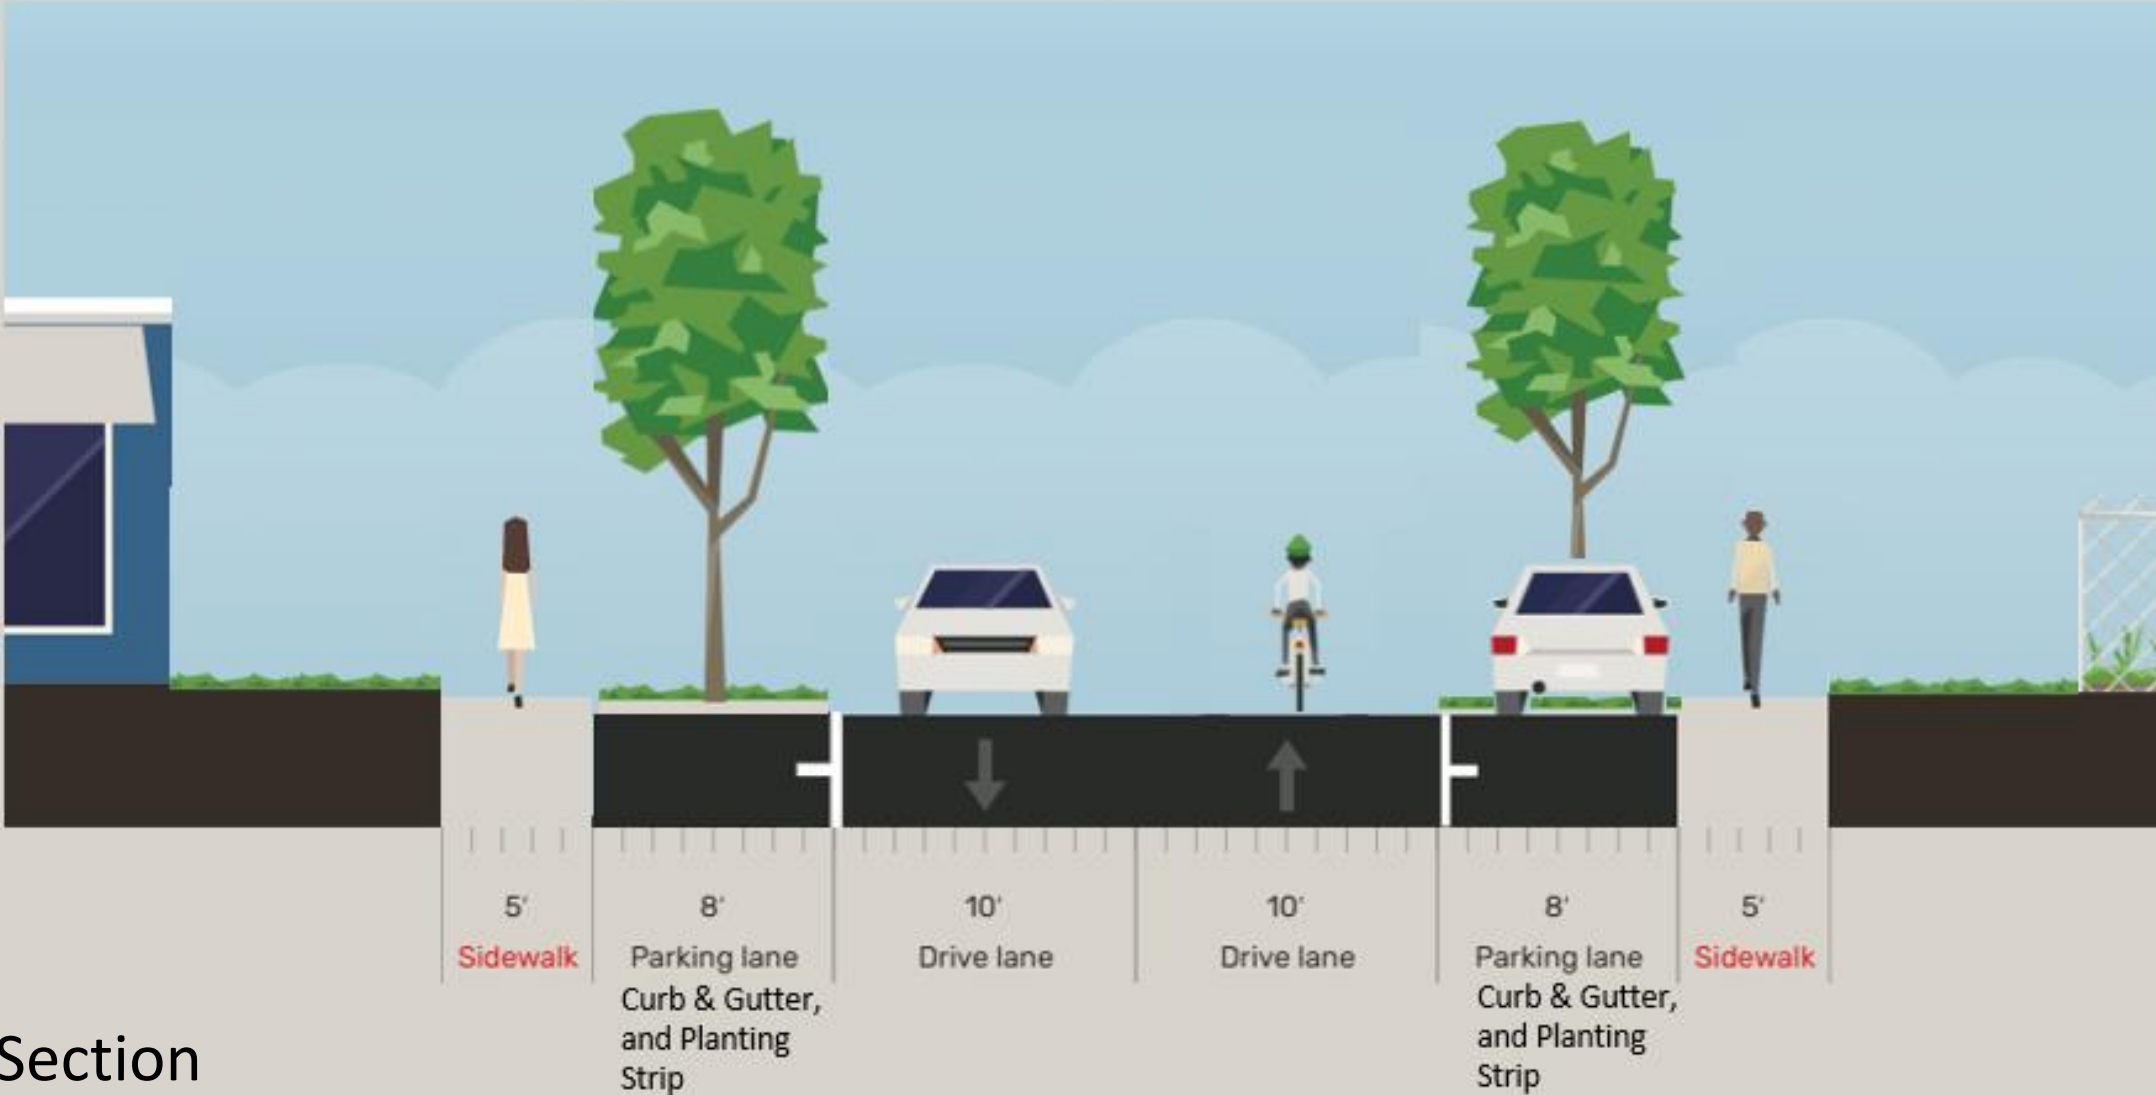 5' 8' 10' 10' 8' 5'
Sidewalk Parking lane Drive lane Drive lane Parking lane Sidewalk
Curb & Gutter, Curb & Gutter,
and Planting and Planting
Strip Strip
Section